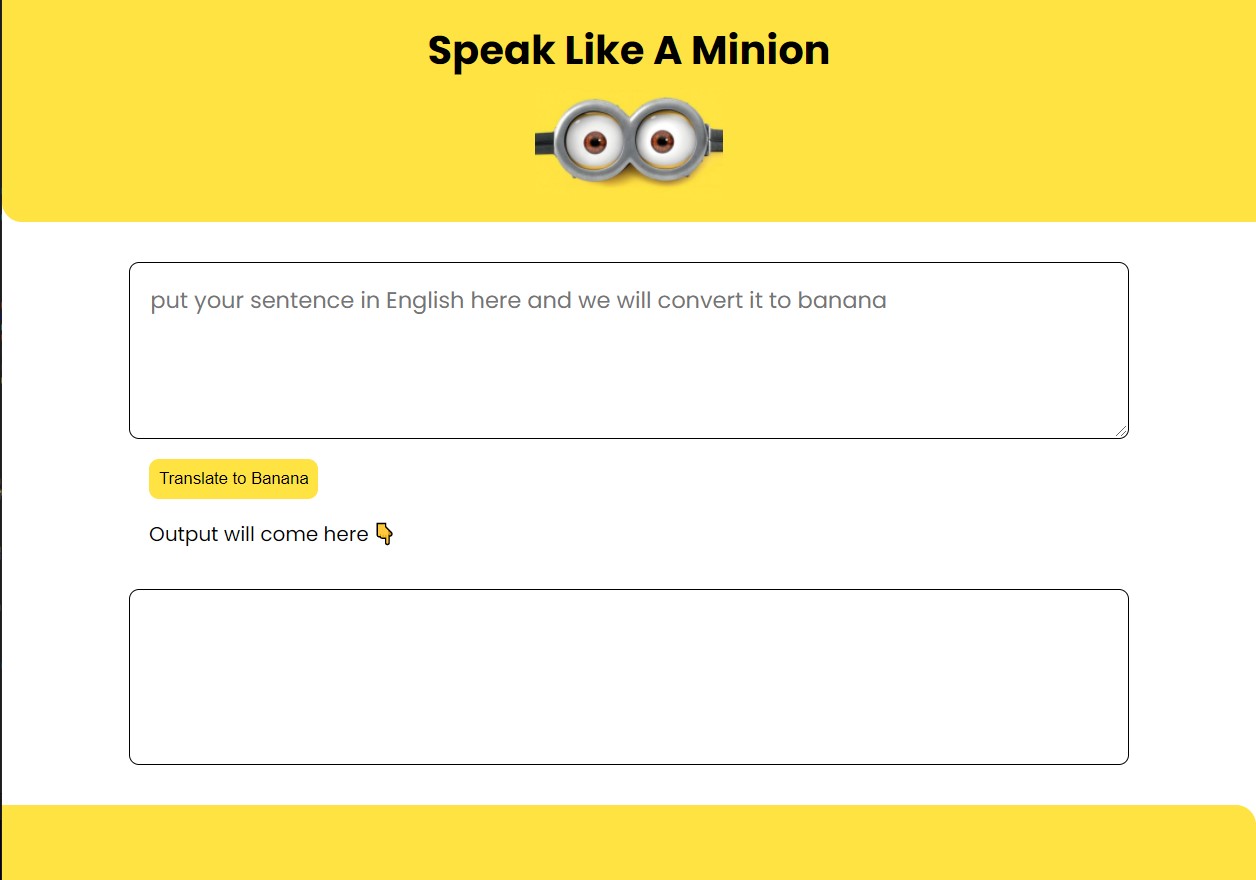 Speak Like A Minion
put your sentence in English here and we will convert it to banana
Translate to Banana
Output will come here 👇